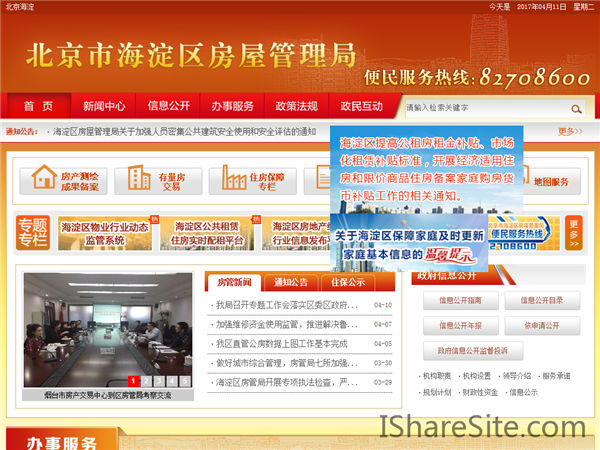 北京海淀
今天是 2017年04月11日 星期二
北京市海淀区房屋管理局
便民服务热线:82708600
首 页 新闻中心 信息公开 办事服务 政策法规 政民互动
请输入检索关键字
通知公告: · 海淀区房屋管理局关于加强人员密集公共建筑安全使用和安全评估的通知
更多>>
海淀区提高公租房租金补贴、市场
化租赁补贴标准，开展经济适用住
房和限价商品住房备案家庭购房货
币补贴工作的相关通知。
房产测绘
成果备案
存量房
交易
住房保障
专栏
地图服务
关于海淀区保障家庭及时更新
家庭基本信息的温馨提示
专题
专栏
海淀区物业行业动态
监管系统
热
海淀区公共租赁
住房实时配租平台
热
海淀区房地产
行业信息发布
便民服务热线
2708600
更多
房管新闻 通知公告 住保公示
· 我局召开专题工作会落实区委区政府... 04-10
· 加强维修资金使用监管，推进解决鲁... 04-07
· 我区直管公房数据上图工作基本完成 03-30
· 做好城市综合管理，房管局七所加强... 03-30
· 海淀区房管局开展专项执法检查，严... 03-29
1 2 3 4 5
烟台市房产交易中心到区房管局考察交流
政府信息公开
信息公开指南 信息公开目录
信息公开年报 依申请公开
政府信息公开监督投诉
· 机构职责 · 机构设置 · 领导介绍 · 服务承诺
· 规划计划 · 财政性资金 · 信息公示
办事服务
IShareSite.com